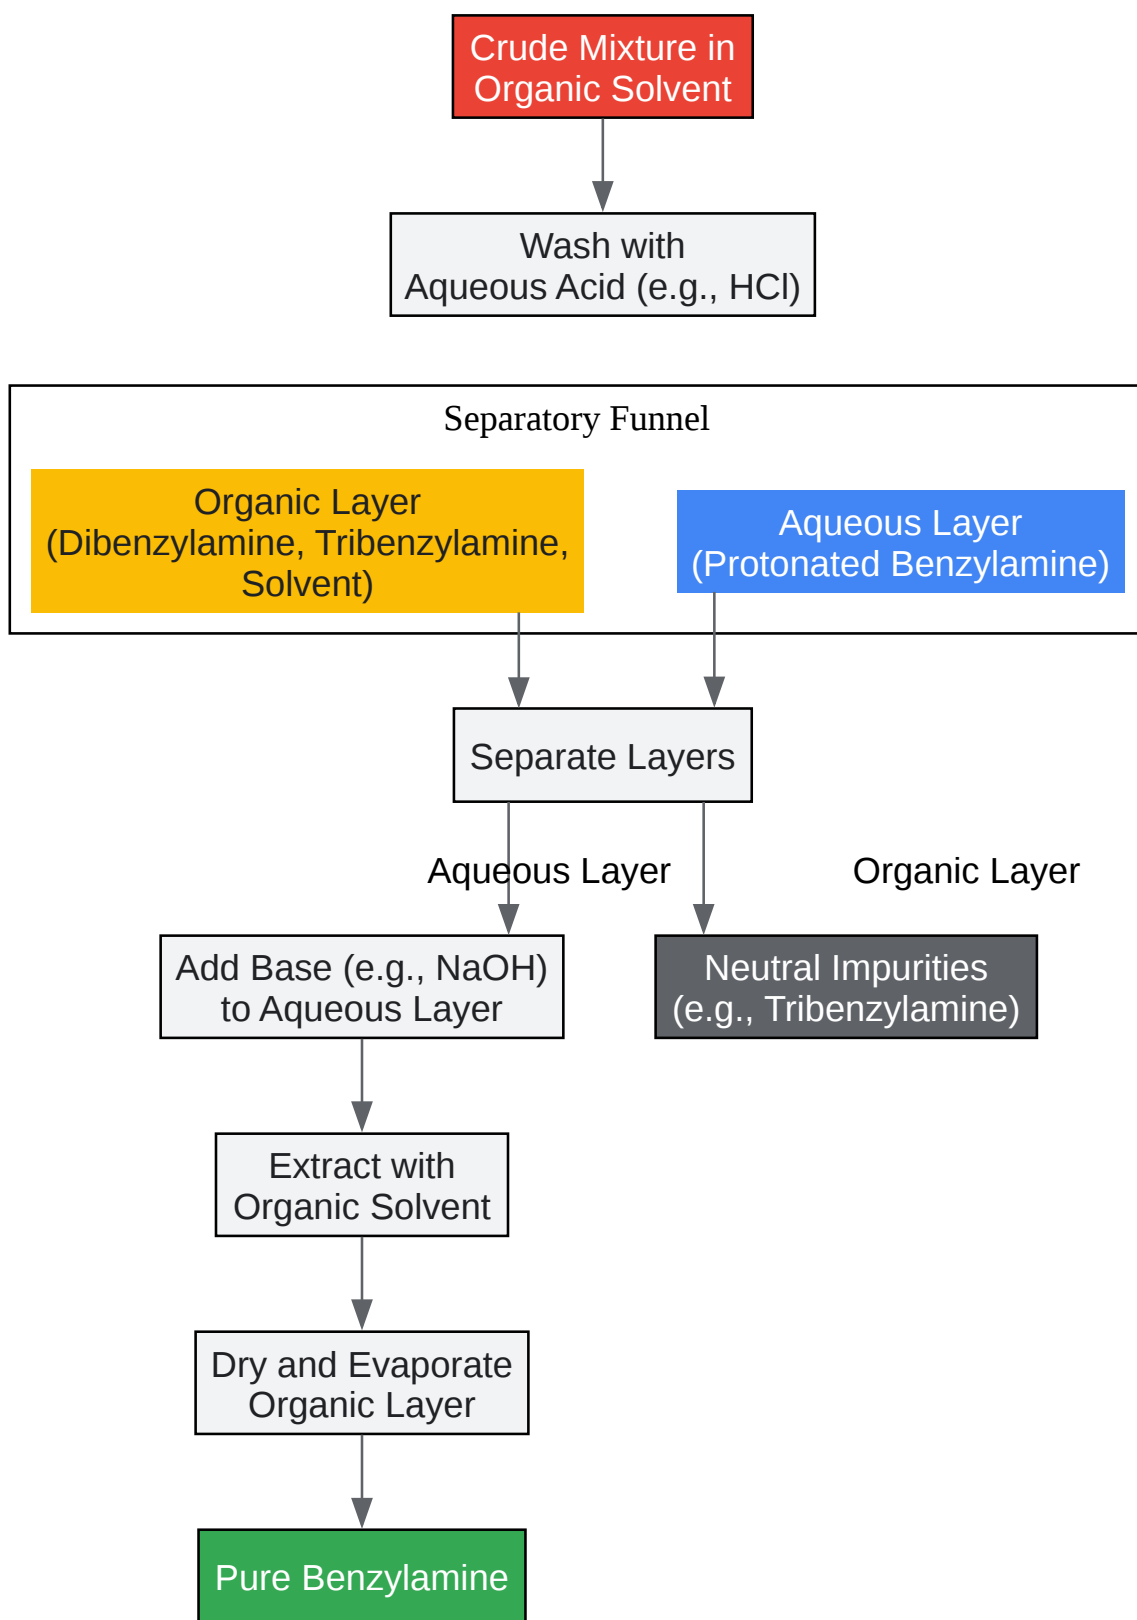 Crude Mixture in
Organic Solvent
Wash with
Aqueous Acid (e.g., HCl)
Separatory Funnel
Organic Layer
(Dibenzylamine, Tribenzylamine,
Solvent)
Aqueous Layer
(Protonated Benzylamine)
Separate Layers
Aqueous Layer
Organic Layer
Add Base (e.g., NaOH)
to Aqueous Layer
Neutral Impurities
(e.g., Tribenzylamine)
Extract with
Organic Solvent
Dry and Evaporate
Organic Layer
Pure Benzylamine